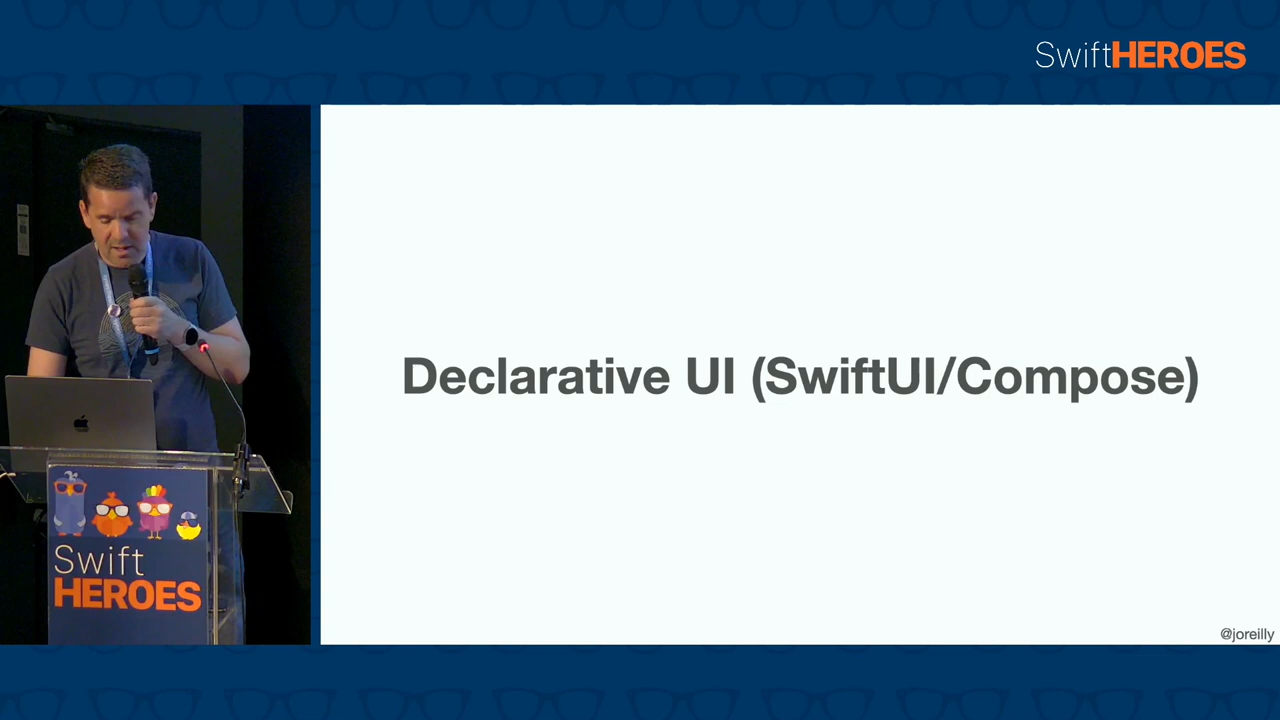 SwiftHEROES
Declarative UI (SwiftUI/Compose)
Swift
HEROES
@joreilly